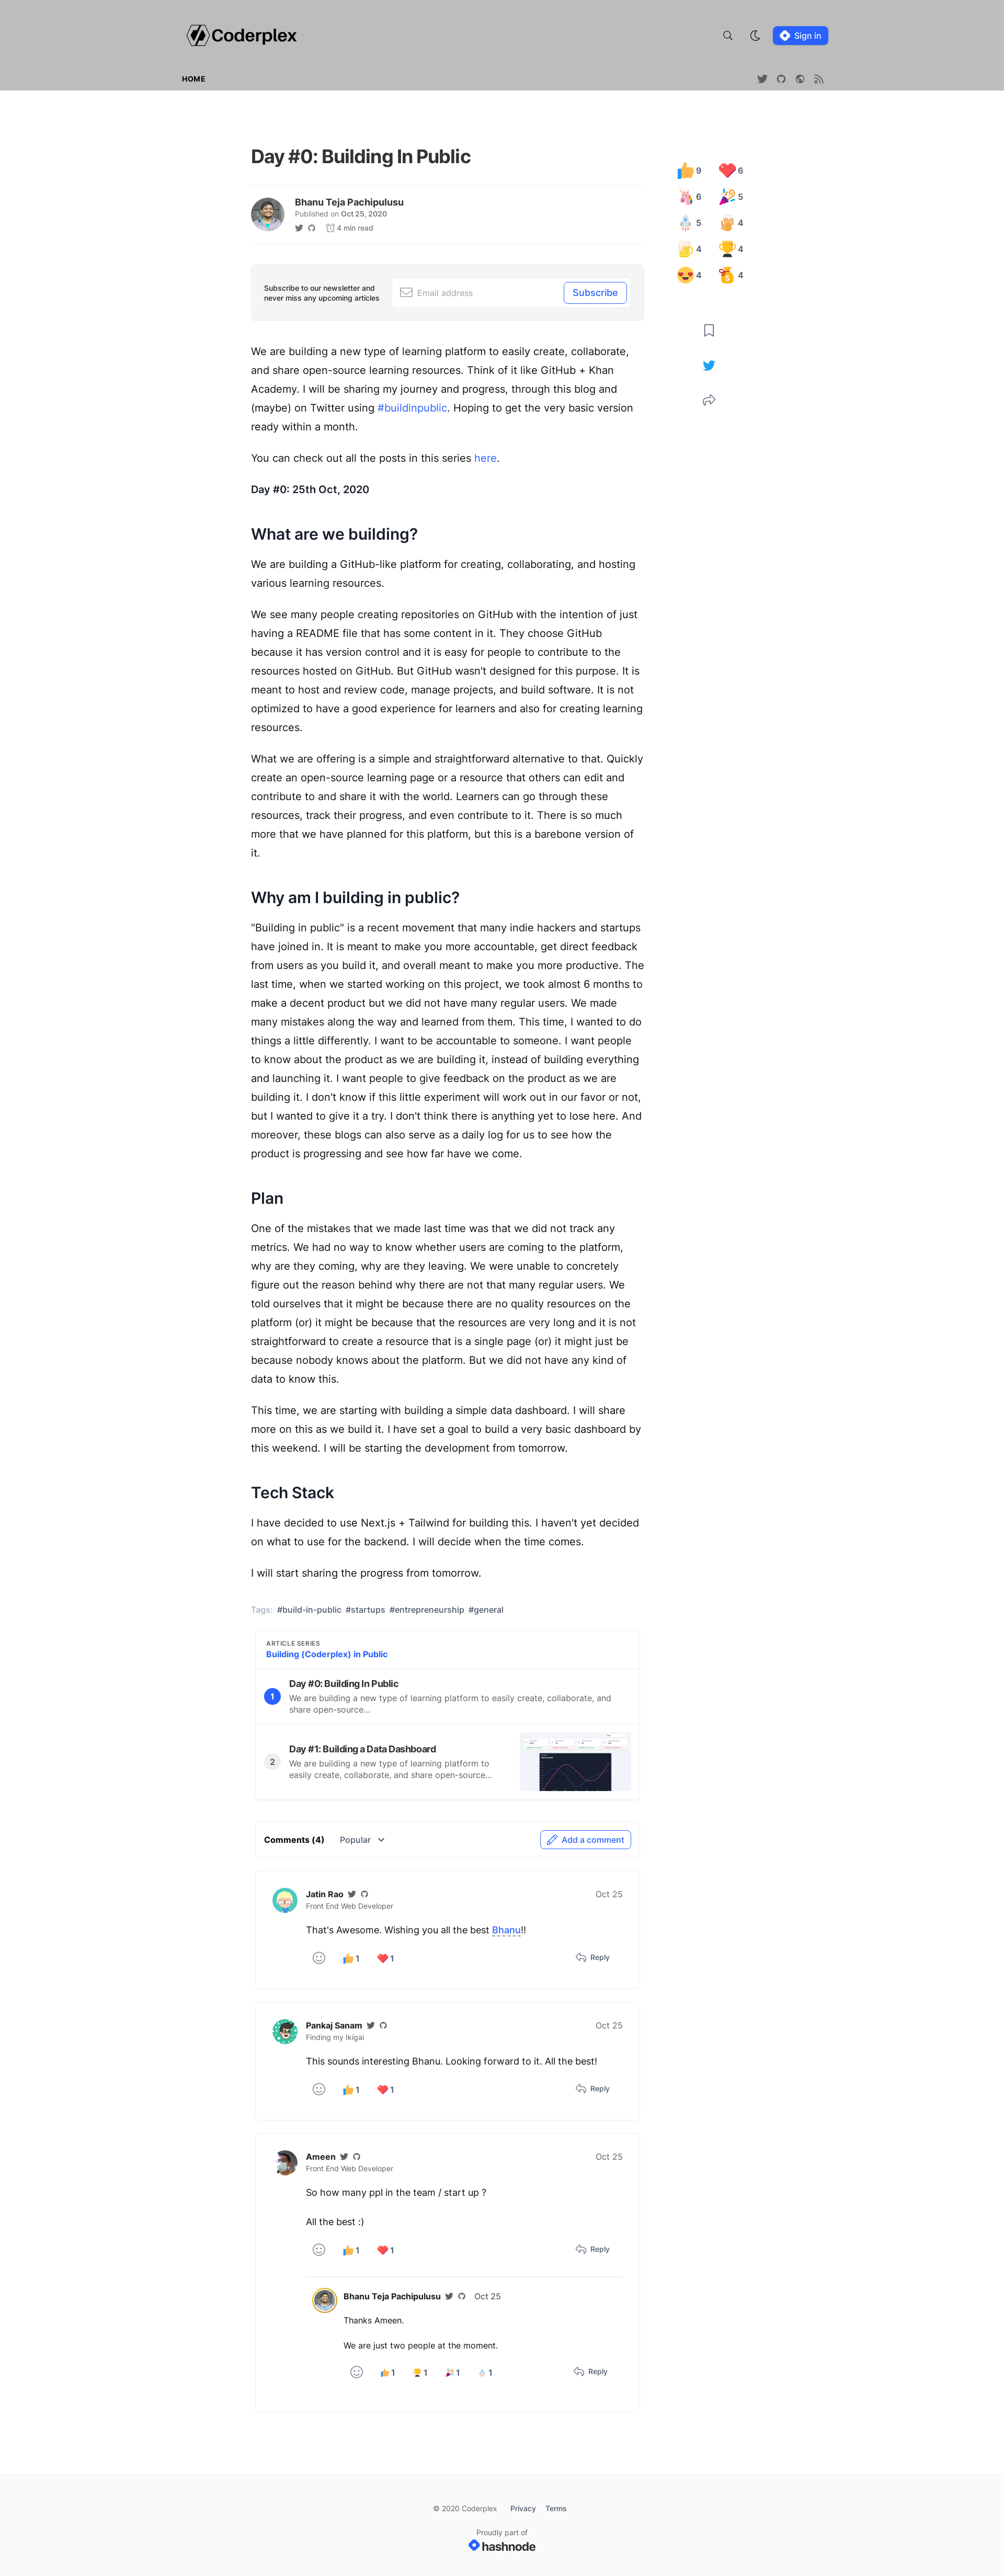 Coderplex
Sign in
HOME
Day #0: Building In Public
Bhanu Teja Pachipulusu
Published on Oct 25, 2020
4 min read
9
6
6
5
5
4
4
4
4
4
Subscribe to our newsletter and
never miss any upcoming articles
Email address
Subscribe
We are building a new type of learning platform to easily create, collaborate,
and share open-source learning resources. Think of it like GitHub + Khan
Academy. I will be sharing my journey and progress, through this blog and
(maybe) on Twitter using #buildinpublic. Hoping to get the very basic version
ready within a month.
You can check out all the posts in this series here.
Day #0: 25th Oct, 2020
What are we building?
We are building a GitHub-like platform for creating, collaborating, and hosting
various learning resources.
We see many people creating repositories on GitHub with the intention of just
having a README file that has some content in it. They choose GitHub
because it has version control and it is easy for people to contribute to the
resources hosted on GitHub. But GitHub wasn't designed for this purpose. It is
meant to host and review code, manage projects, and build software. It is not
optimized to have a good experience for learners and also for creating learning
resources.
What we are offering is a simple and straightforward alternative to that. Quickly
create an open-source learning page or a resource that others can edit and
contribute to and share it with the world. Learners can go through these
resources, track their progress, and even contribute to it. There is so much
more that we have planned for this platform, but this is a barebone version of
it.
Why am I building in public?
"Building in public" is a recent movement that many indie hackers and startups
have joined in. It is meant to make you more accountable, get direct feedback
from users as you build it, and overall meant to make you more productive. The
last time, when we started working on this project, we took almost 6 months to
make a decent product but we did not have many regular users. We made
many mistakes along the way and learned from them. This time, I wanted to do
things a little differently. I want to be accountable to someone. I want people
to know about the product as we are building it, instead of building everything
and launching it. I want people to give feedback on the product as we are
building it. I don't know if this little experiment will work out in our favor or not,
but I wanted to give it a try. I don't think there is anything yet to lose here. And
moreover, these blogs can also serve as a daily log for us to see how the
product is progressing and see how far have we come.
Plan
One of the mistakes that we made last time was that we did not track any
metrics. We had no way to know whether users are coming to the platform,
why are they coming, why are they leaving. We were unable to concretely
figure out the reason behind why there are not that many regular users. We
told ourselves that it might be because there are no quality resources on the
platform (or) it might be because that the resources are very long and it is not
straightforward to create a resource that is a single page (or) it might just be
because nobody knows about the platform. But we did not have any kind of
data to know this.
This time, we are starting with building a simple data dashboard. I will share
more on this as we build it. I have set a goal to build a very basic dashboard by
this weekend. I will be starting the development from tomorrow.
Tech Stack
I have decided to use Next.js + Tailwind for building this. I haven't yet decided
on what to use for the backend. I will decide when the time comes.
I will start sharing the progress from tomorrow.
Tags: #build-in-public #startups #entrepreneurship #general
ARTICLE SERIES
Building (Coderplex) in Public
1
Day #0: Building In Public
We are building a new type of learning platform to easily create, collaborate, and
share open-source...
2
Day #1: Building a Data Dashboard
We are building a new type of learning platform to
easily create, collaborate, and share open-source...
Comments (4)
Popular
Add a comment
Jatin Rao
Oct 25
Front End Web Developer
That's Awesome. Wishing you all the best Bhanu!!
1
1
Reply
Pankaj Sanam
Oct 25
Finding my Ikigai
This sounds interesting Bhanu. Looking forward to it. All the best!
1
1
Reply
Ameen
Oct 25
Front End Web Developer
So how many ppl in the team / start up ?
All the best :)
1
1
Reply
Bhanu Teja Pachipulusu
Oct 25
Thanks Ameen.
We are just two people at the moment.
1
1
1
1
Reply
© 2020 Coderplex
Privacy
Terms
Proudly part of
hashnode